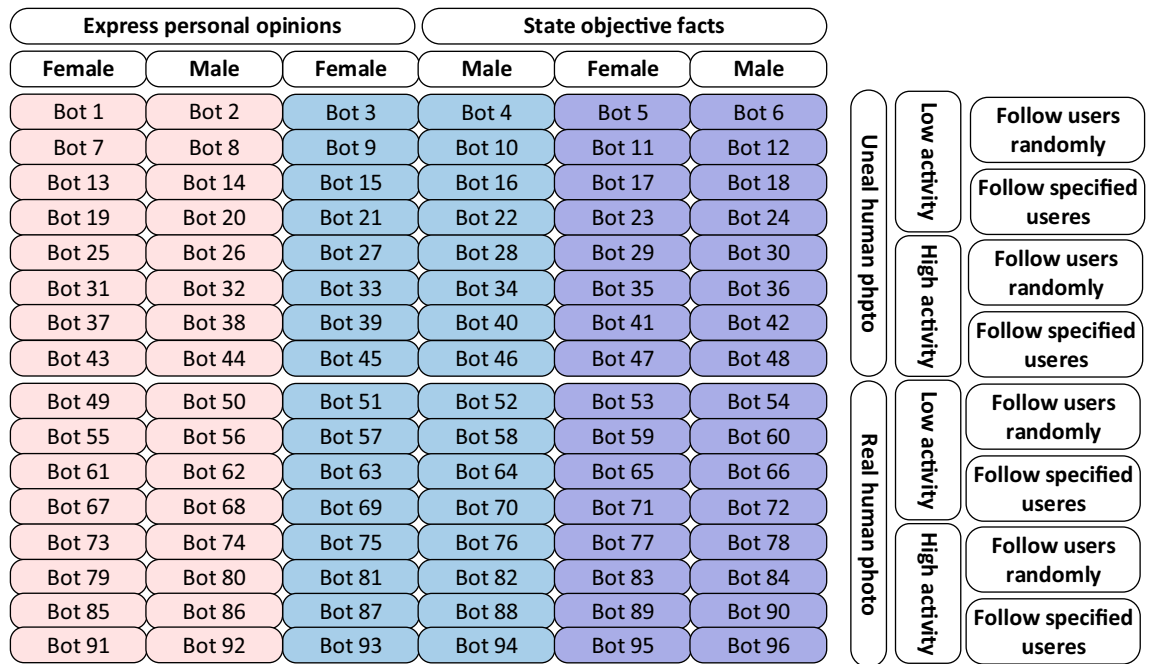 Express personal opinions State objective facts
Female Male Female Male Female Male
Bot 1 Bot 2 Bot 3 Bot 4 Bot 5 Bot 6
Bot 7 Bot 8 Bot 9 Bot 10 Bot 11 Bot 12
Bot 13 Bot 14 Bot 15 Bot 16 Bot 17 Bot 18
Bot 19 Bot 20 Bot 21 Bot 22 Bot 23 Bot 24
Bot 25 Bot 26 Bot 27 Bot 28 Bot 29 Bot 30
Bot 31 Bot 32 Bot 33 Bot 34 Bot 35 Bot 36
Bot 37 Bot 38 Bot 39 Bot 40 Bot 41 Bot 42
Bot 43 Bot 44 Bot 45 Bot 46 Bot 47 Bot 48
Bot 49 Bot 50 Bot 51 Bot 52 Bot 53 Bot 54
Bot 55 Bot 56 Bot 57 Bot 58 Bot 59 Bot 60
Bot 61 Bot 62 Bot 63 Bot 64 Bot 65 Bot 66
Bot 67 Bot 68 Bot 69 Bot 70 Bot 71 Bot 72
Bot 73 Bot 74 Bot 75 Bot 76 Bot 77 Bot 78
Bot 79 Bot 80 Bot 81 Bot 82 Bot 83 Bot 84
Bot 85 Bot 86 Bot 87 Bot 88 Bot 89 Bot 90
Bot 91 Bot 92 Bot 93 Bot 94 Bot 95 Bot 96
Uneal human phpto
Low activity
Follow users
randomly
Follow specified
useres
High activity
Follow users
randomly
Follow specified
useres
Real human photo
Low activity
Follow users
randomly
Follow specified
useres
High activity
Follow users
randomly
Follow specified
useres